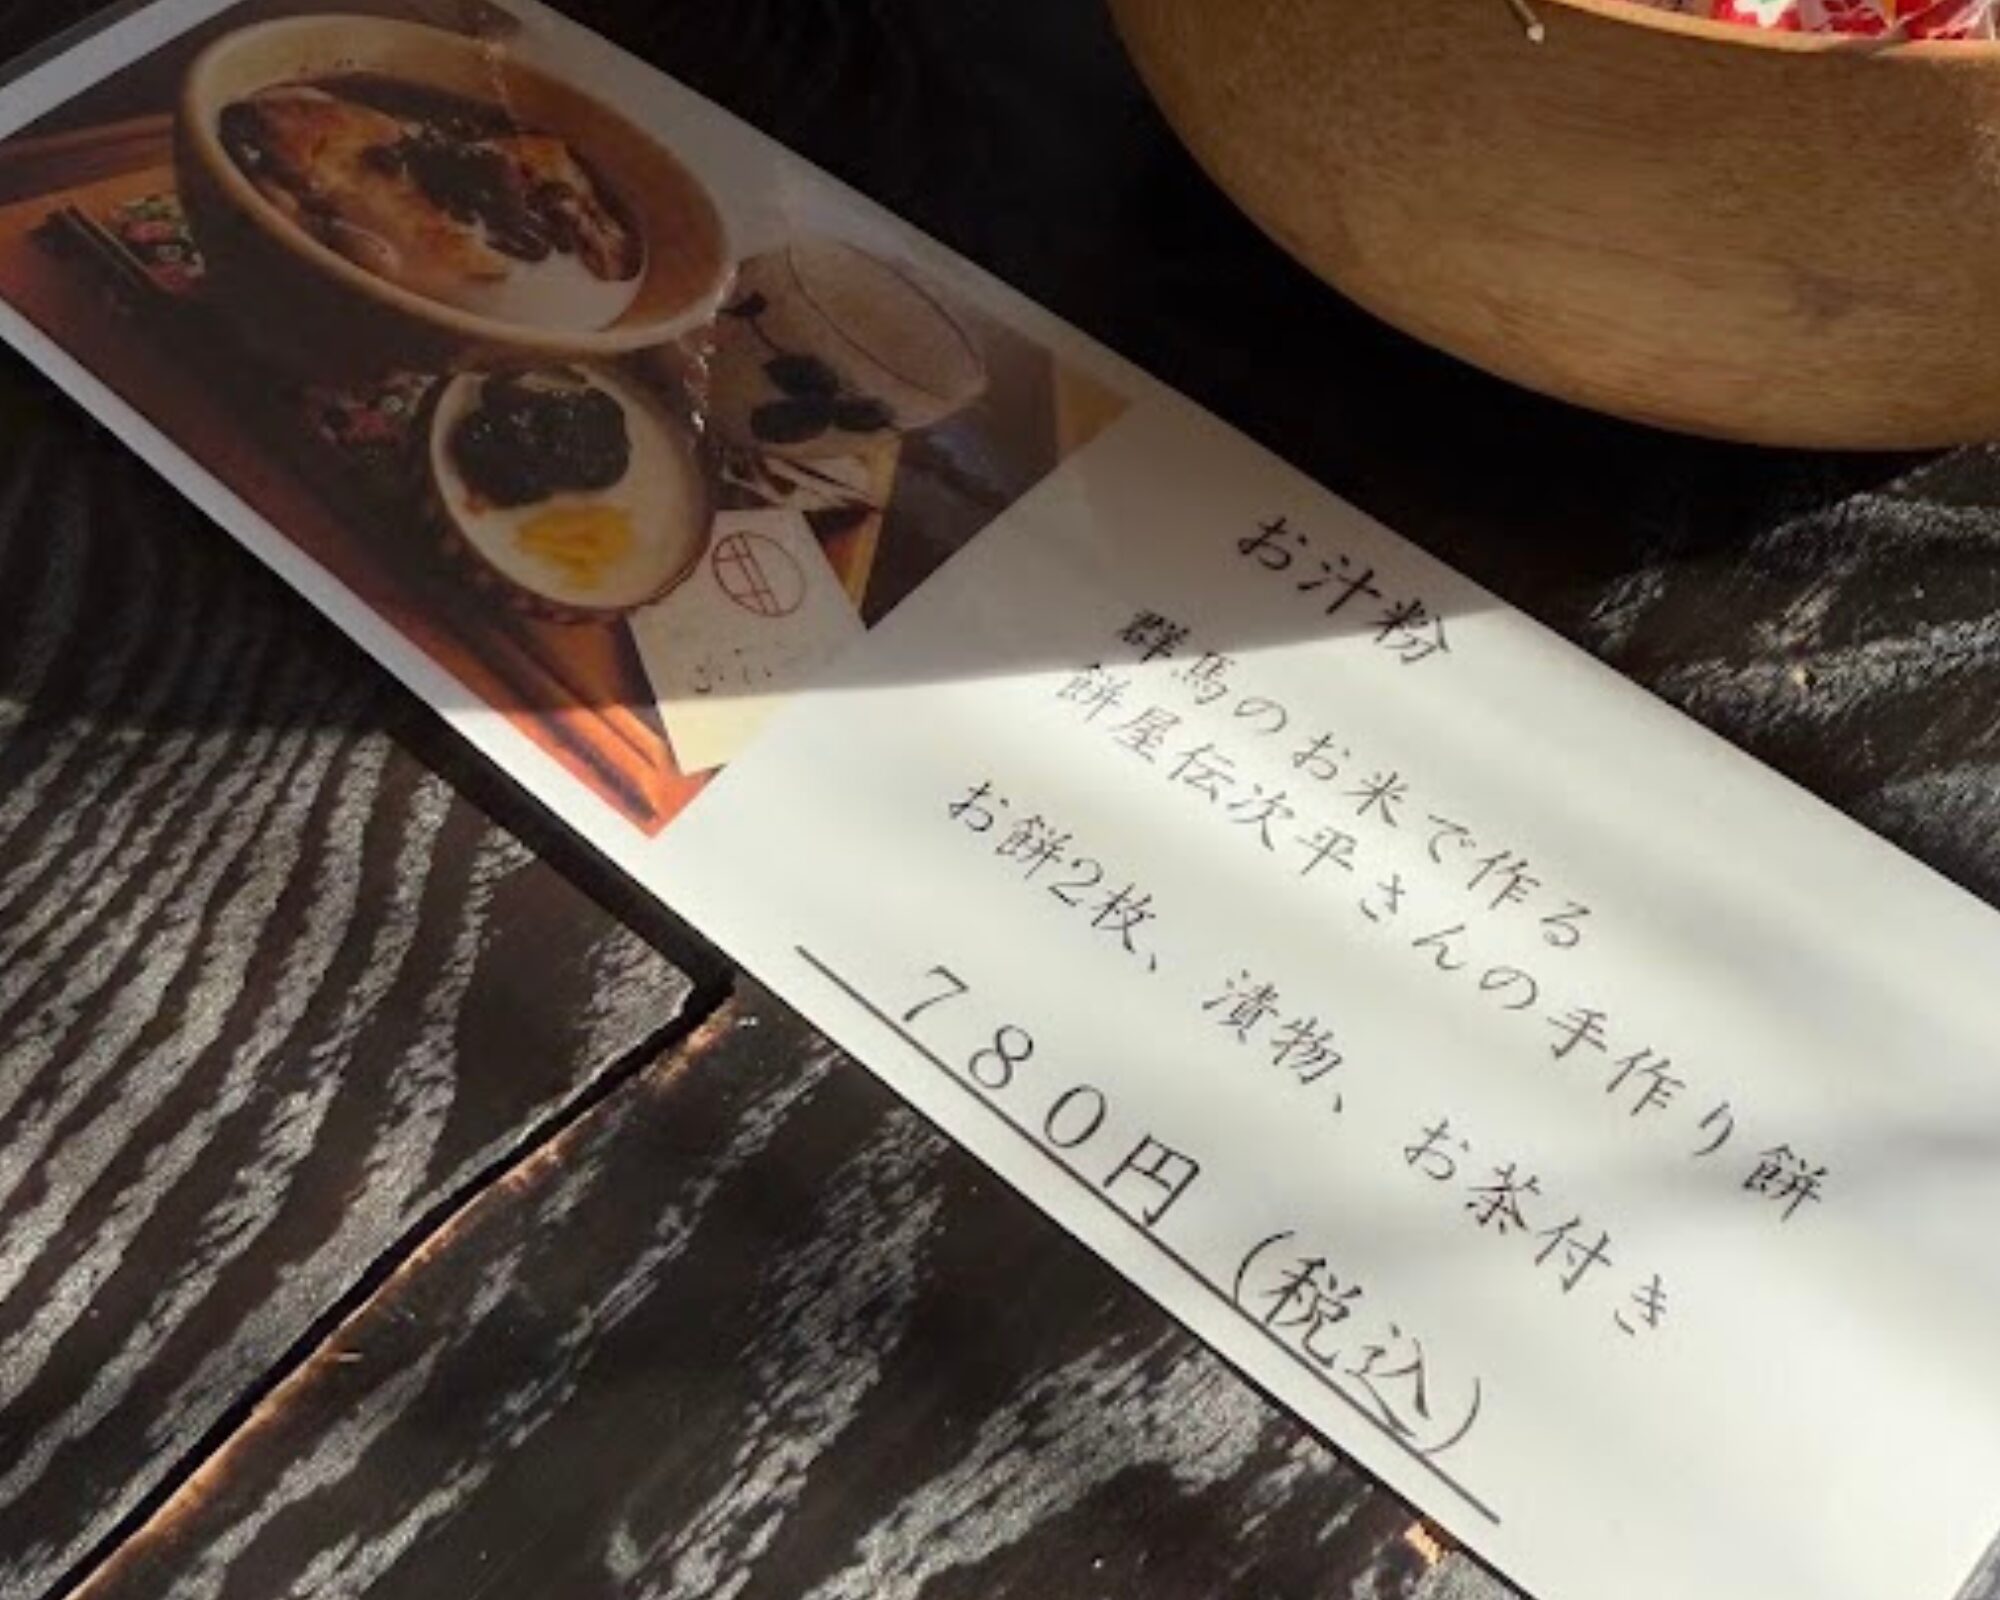 お汁粉
群馬のお米で作る
餅屋伝次平さんの手作り餅
お餅2枚、漬物、お茶付き
７８０円（税込）